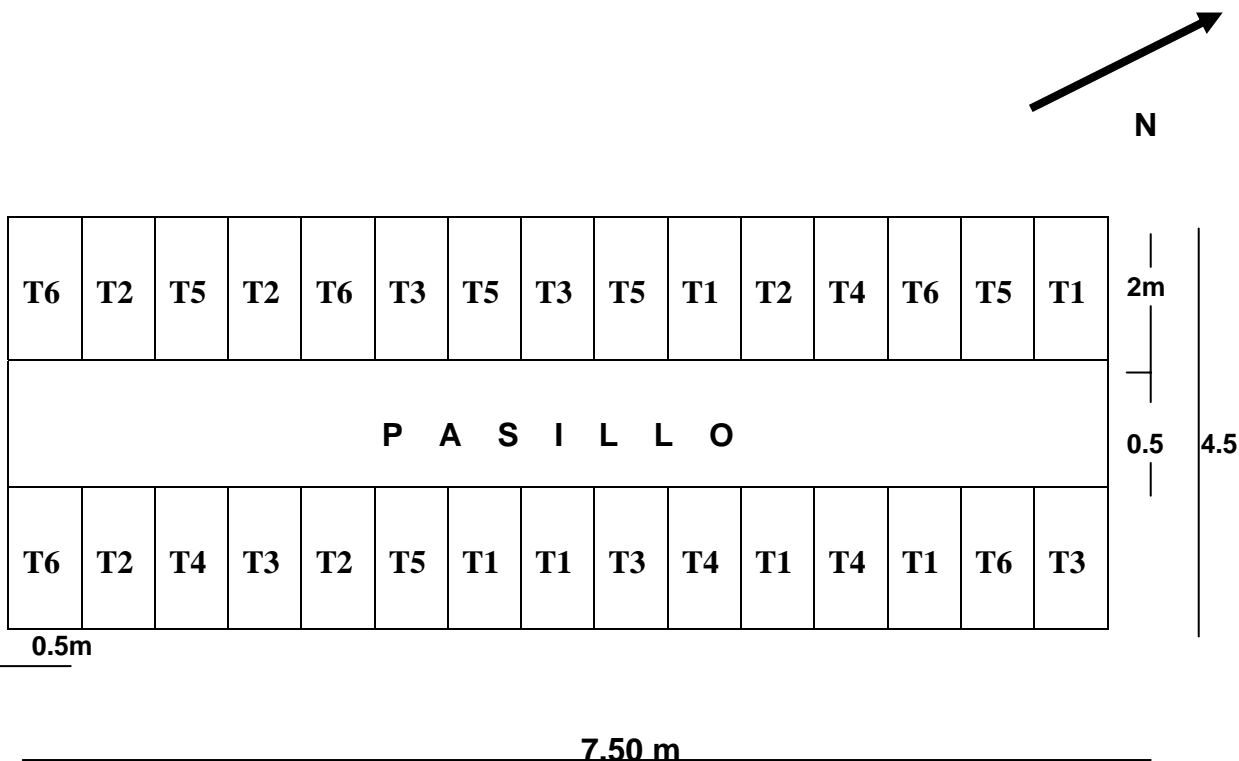 N
T6 T2 T5 T2 T6 T3 T5 T3 T5 T1 T2 T4 T6 T5 T1
2m
P A S I L L O
0.5
4.5
T6 T2 T4 T3 T2 T5 T1 T1 T3 T4 T1 T4 T1 T6 T3
0.5m
7.50 m